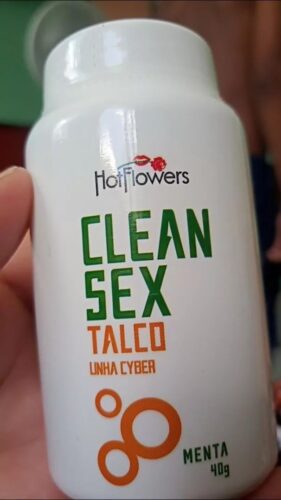 HotFlowers
CLEAN
SEX
TALCO
LINHA CYBER
MENTA
40g